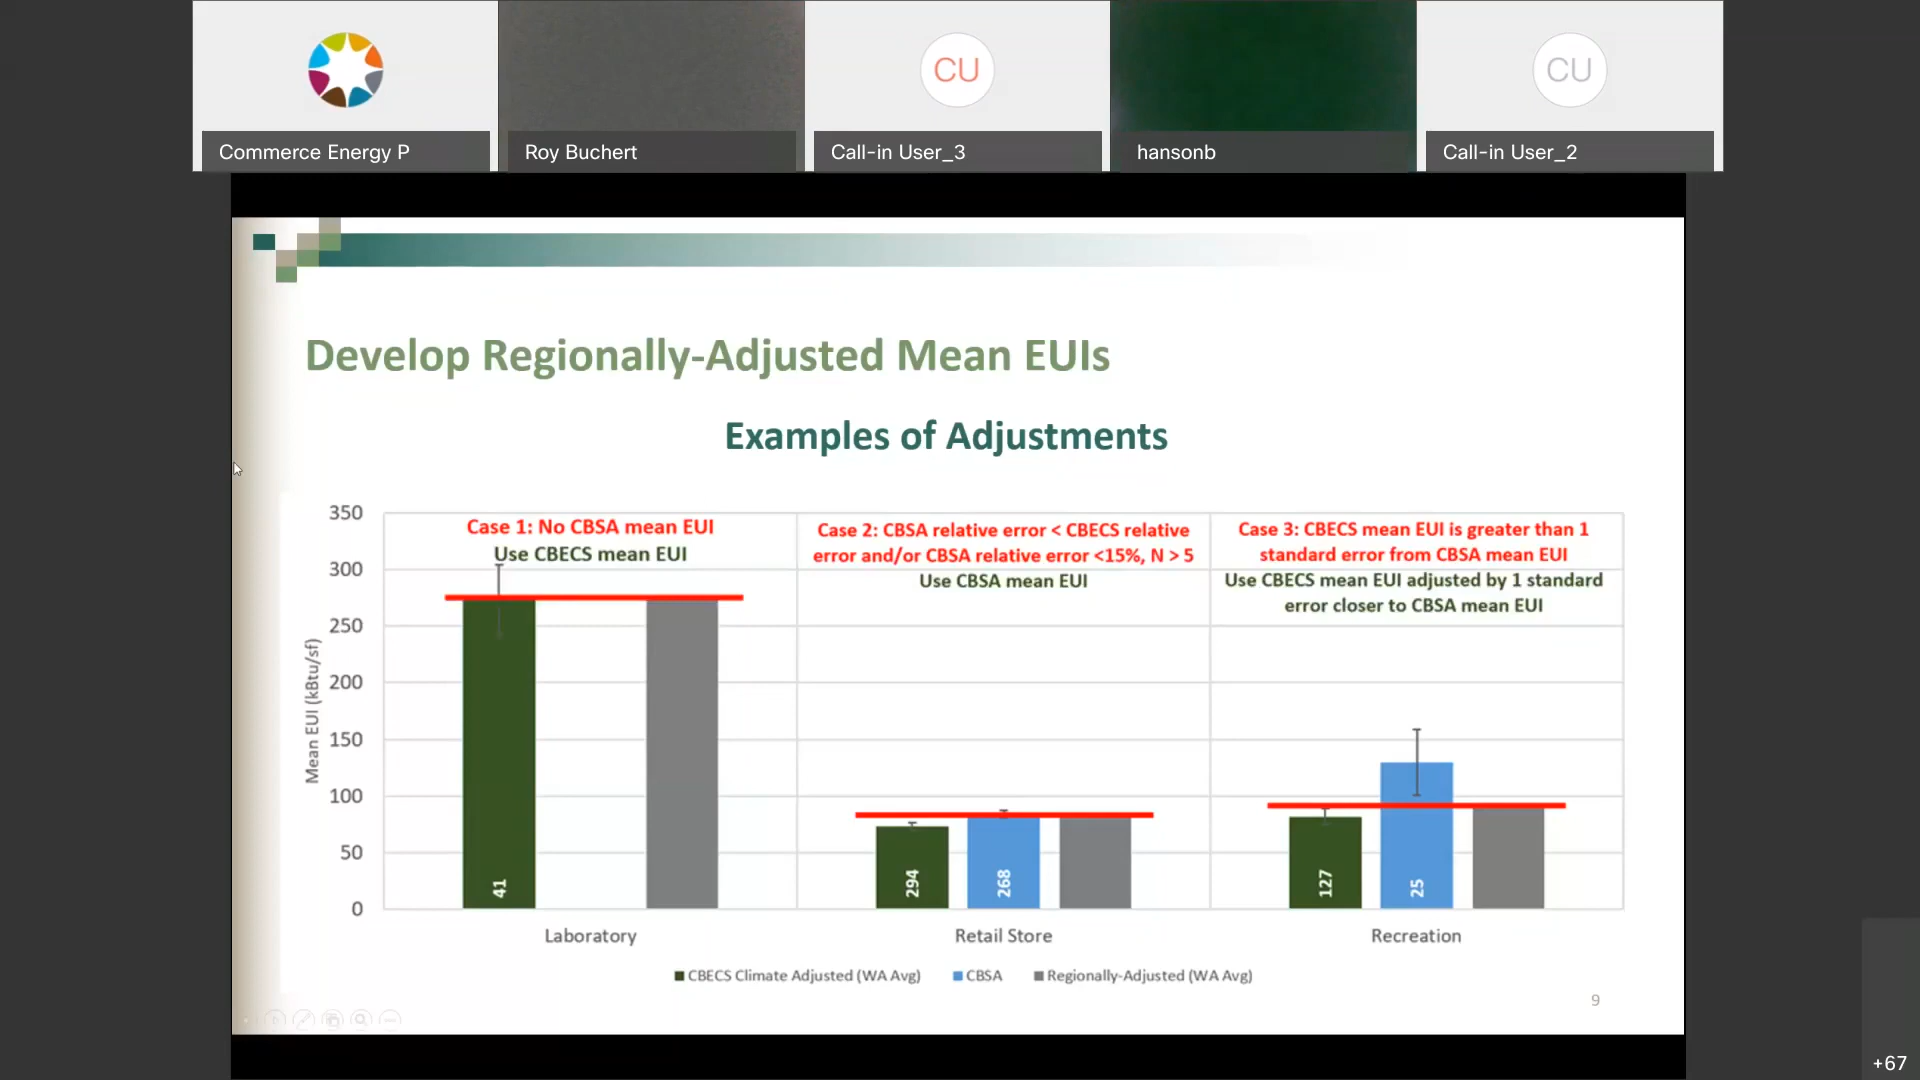 Commerce Energy P
Roy Buchert
CU
Call-in User_3
hansonb
CU
Call-in User_2
Develop Regionally-Adjusted Mean EUIs
Examples of Adjustments
Mean EUI (kBtu/sf)
350
300
250
200
150
100
50
0
Case 1: No CBSA mean EUI
Use CBECS mean EUI
Case 2: CBSA relative error < CBECS relative
error and/or CBSA relative error <15%, N > 5
Use CBSA mean EUI
Case 3: CBECS mean EUI is greater than 1
standard error from CBSA mean EUI
Use CBECS mean EUI adjusted by 1 standard
error closer to CBSA mean EUI
41
294
268
127
25
Laboratory
Retail Store
Recreation
CBECS Climate Adjusted (WA Avg)
CBSA
Regionally-Adjusted (WA Avg)
9
+67